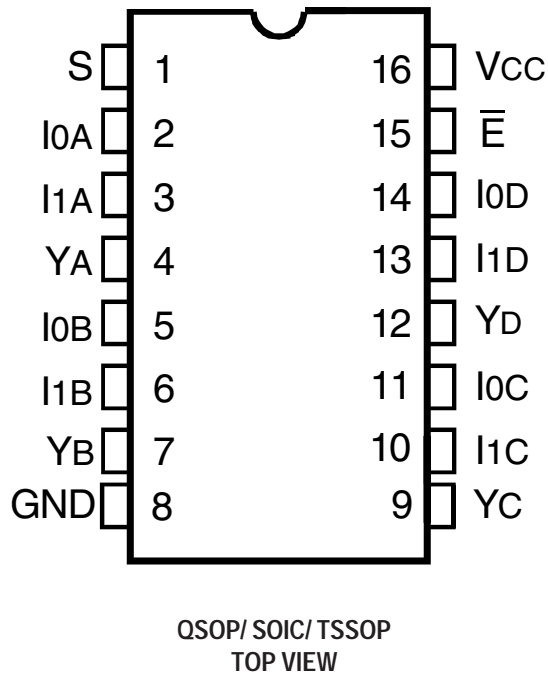 S 1 16 VCC
I0A 2 15 E̅
I1A 3 14 I0D
YA 4 13 I1D
I0B 5 12 YD
I1B 6 11 I0C
YB 7 10 I1C
GND 8 9 YC
QSOP/ SOIC/ TSSOP
TOP VIEW